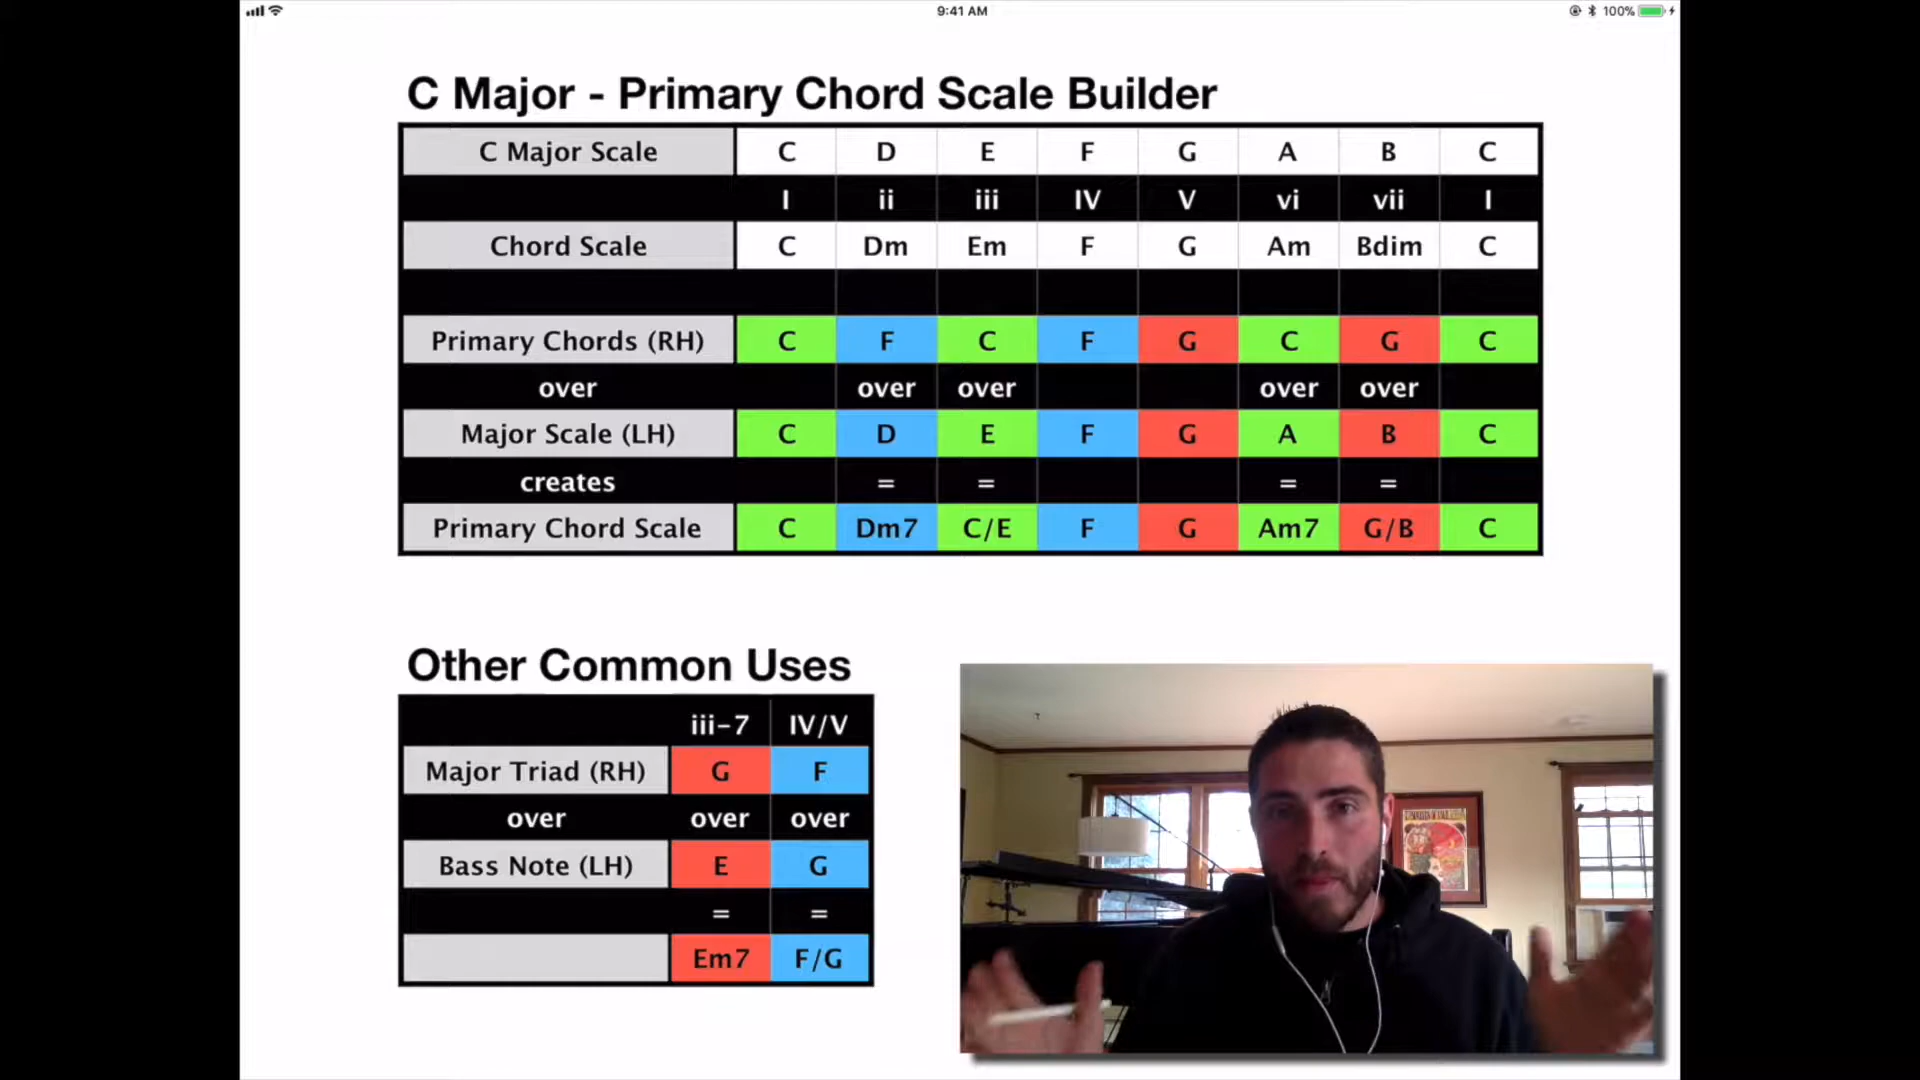 9:41 AM
100%
C Major - Primary Chord Scale Builder
C Major Scale C D E F G A B C
I ii iii IV V vi vii I
Chord Scale C Dm Em F G Am Bdim C
Primary Chords (RH) C F C F G C G C
over over over over over
Major Scale (LH) C D E F G A B C
creates = = = =
Primary Chord Scale C Dm7 C/E F G Am7 G/B C
Other Common Uses
iii-7 IV/V
Major Triad (RH) G F
over over over
Bass Note (LH) E G
= =
Em7 F/G